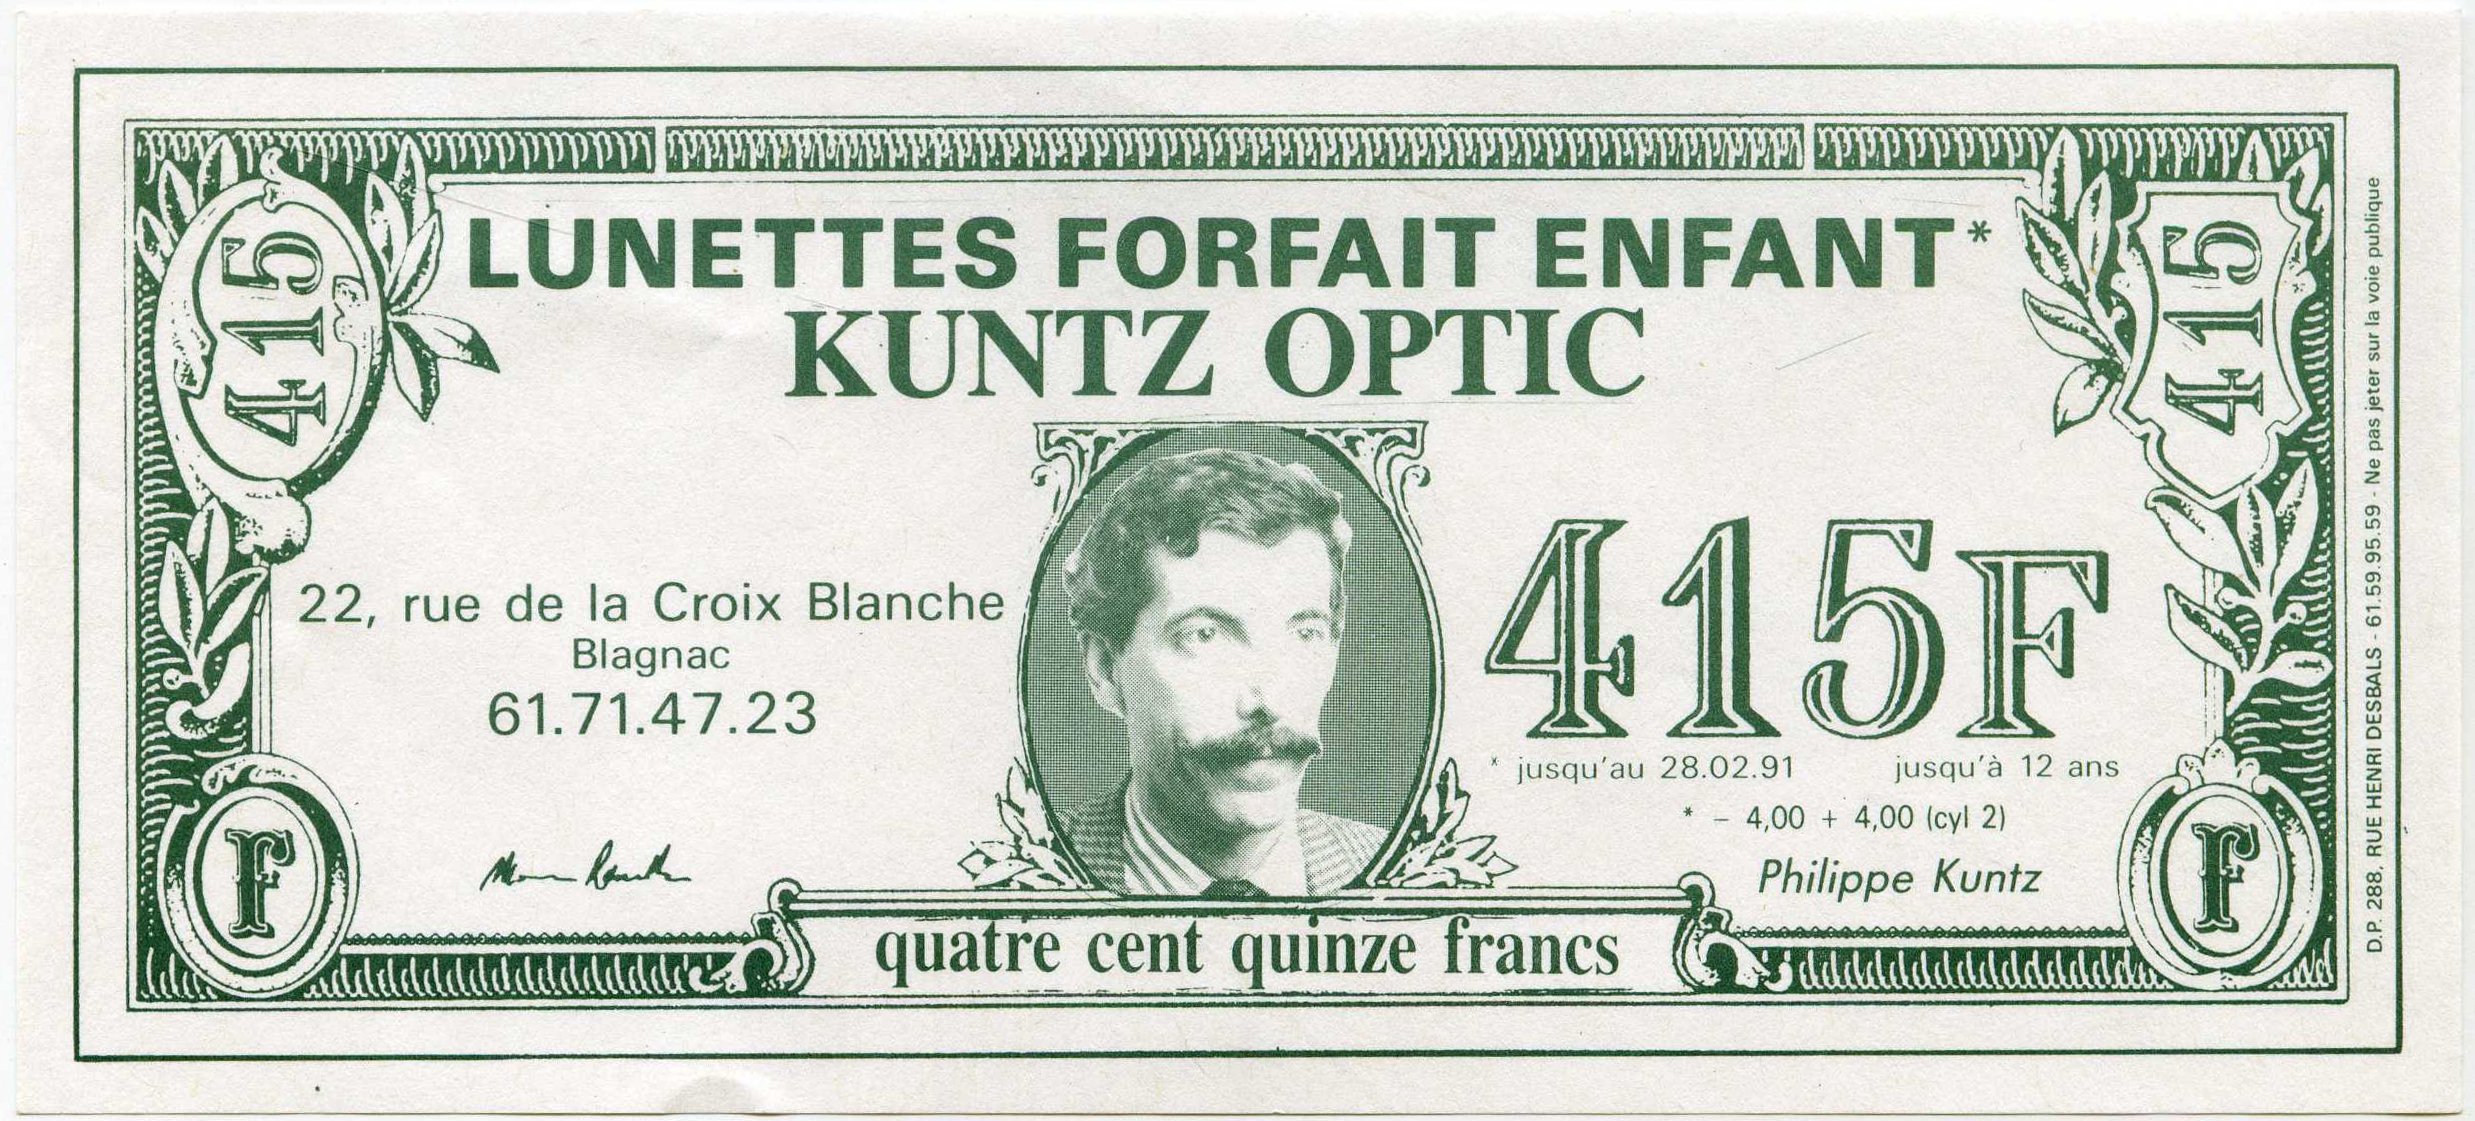 LUNETTES FORFAIT ENFANT*
KUNTZ OPTIC
415
415
22, rue de la Croix Blanche
Blagnac
61.71.47.23
415F
* jusqu'au 28.02.91 jusqu'à 12 ans
* - 4,00 + 4,00 (cyl 2)
Philippe Kuntz
F
F
quatre cent quinze francs
D.P. 288, RUE HENRI DESBALS - 61.59.95.59 - Ne pas jeter sur la voie publique